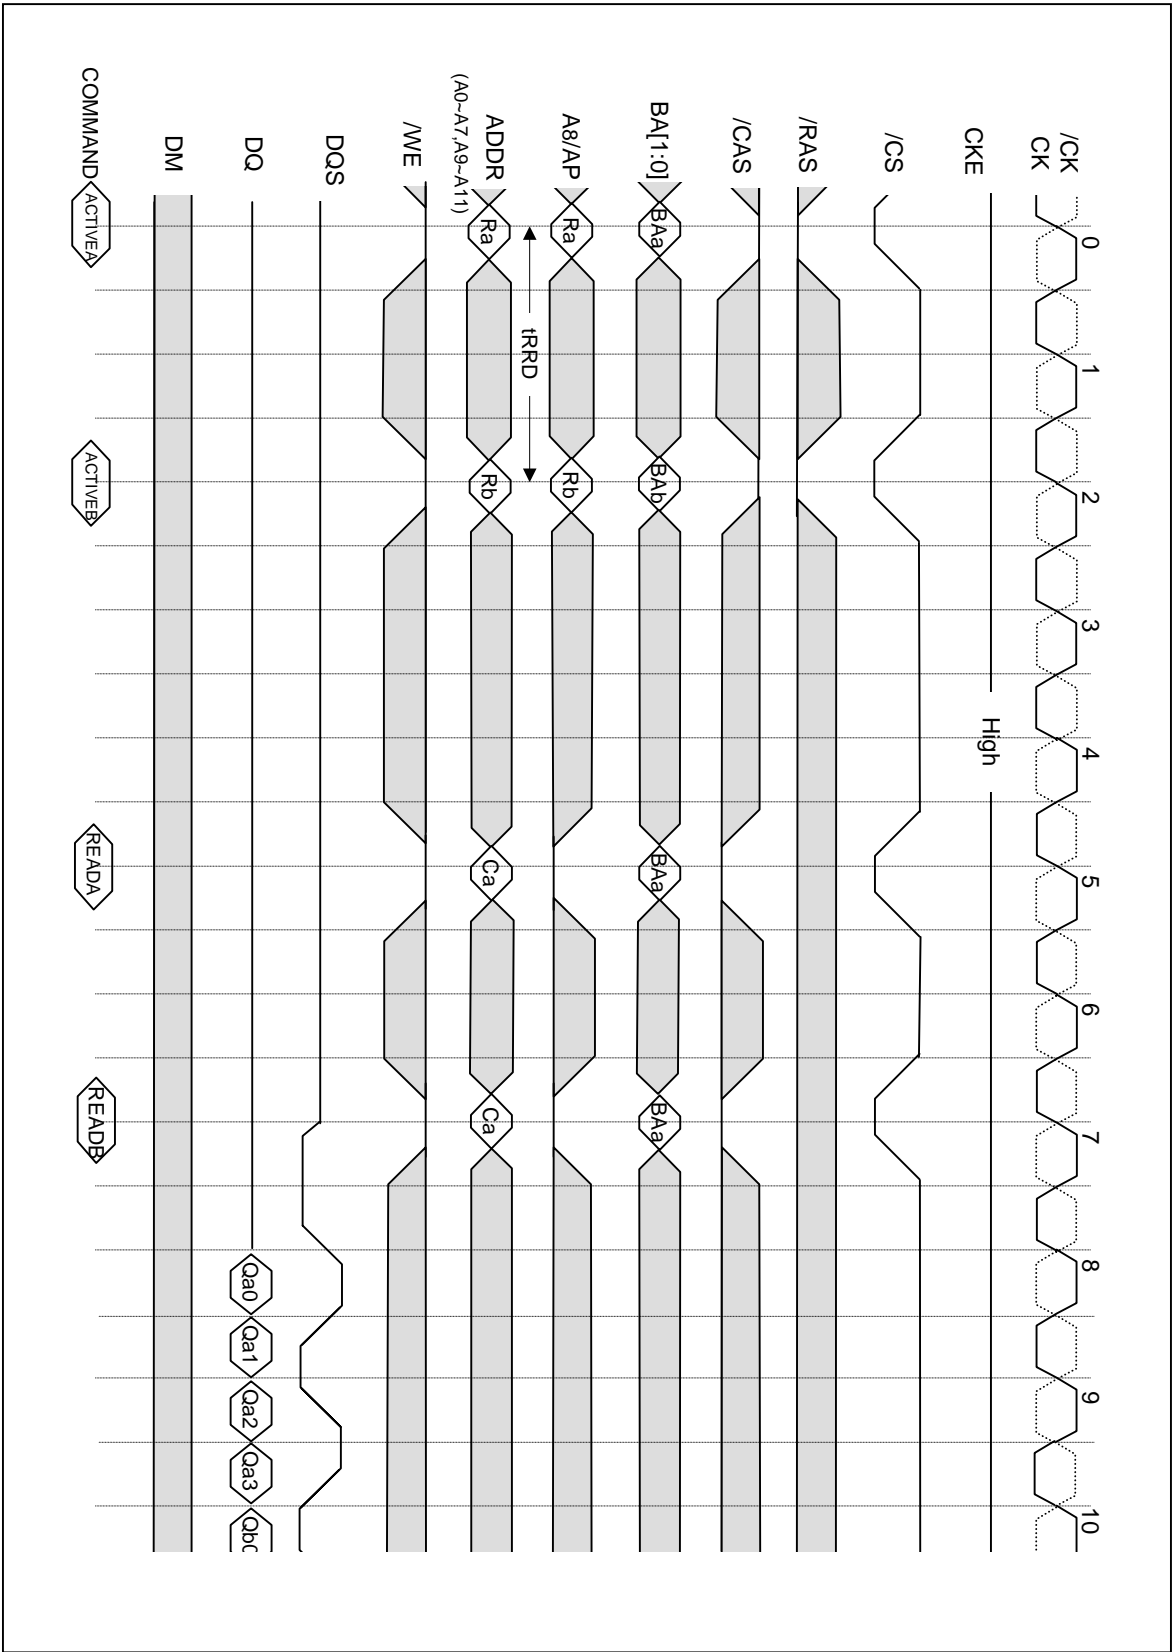 0 1 2 3 4 5 6 7 8 9 10
/CK
CK
CKE High
/CS
/RAS
/CAS
BA[1:0] BAa BAb BAa BAa
A8/AP Ra Rb
tRRD
ADDR Ra Rb Ca Ca
(A0~A7,A9~A11)
/WE
DQS
DQ Qa0 Qa1 Qa2 Qa3 Qb0
DM
COMMAND ACTIVEA ACTIVEB READA READB